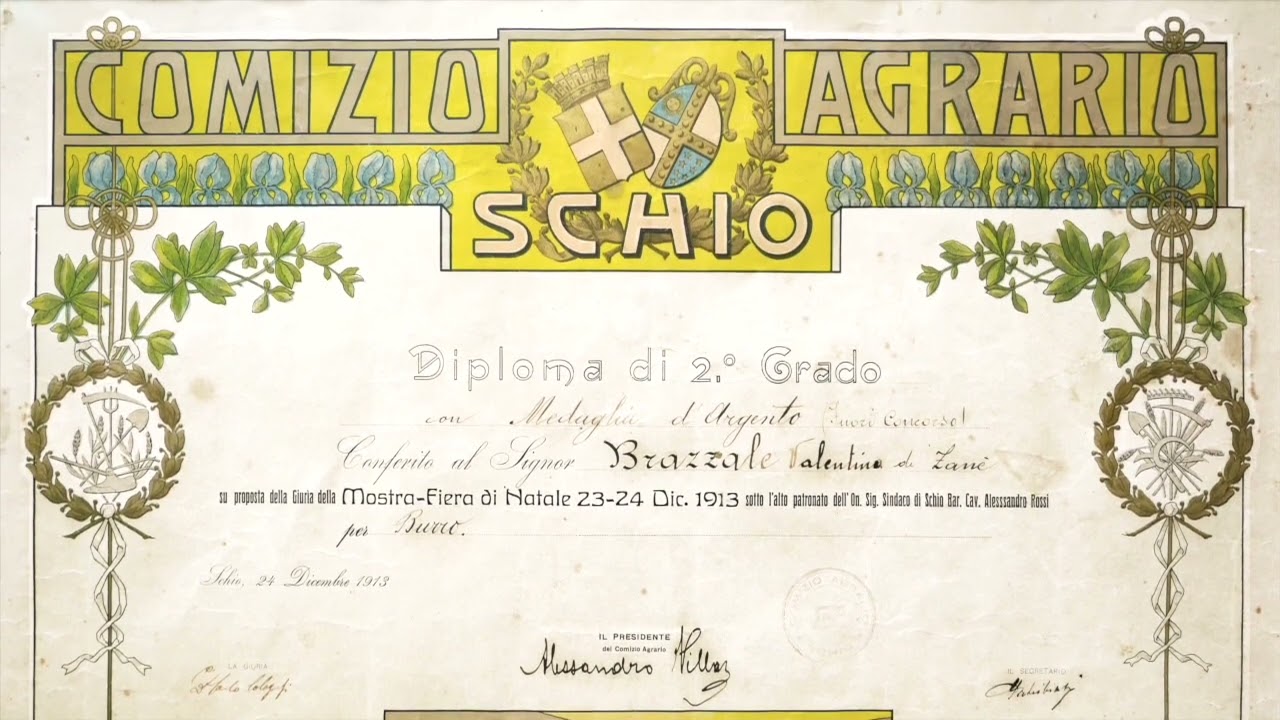 COMIZIO AGRARIO
SCHIO
Diploma di 2.º Grado
con Medaglia d'Argento (fuori concorso)
Conferito al Signor Brazzale Valentino di Zanè
su proposta della Giuria della Mostra-Fiera di Natale 23-24 Dic. 1913 sotto l'alto patronato dell'On. Sig. Sindaco di Schio Bar. Cav. Alesssandro Rossi
per Burro.
Schio, 24 Dicembre 1913
IL PRESIDENTE
del Comizio Agrario
Alessandro
LA GIURIA
IL SEGRETARIO